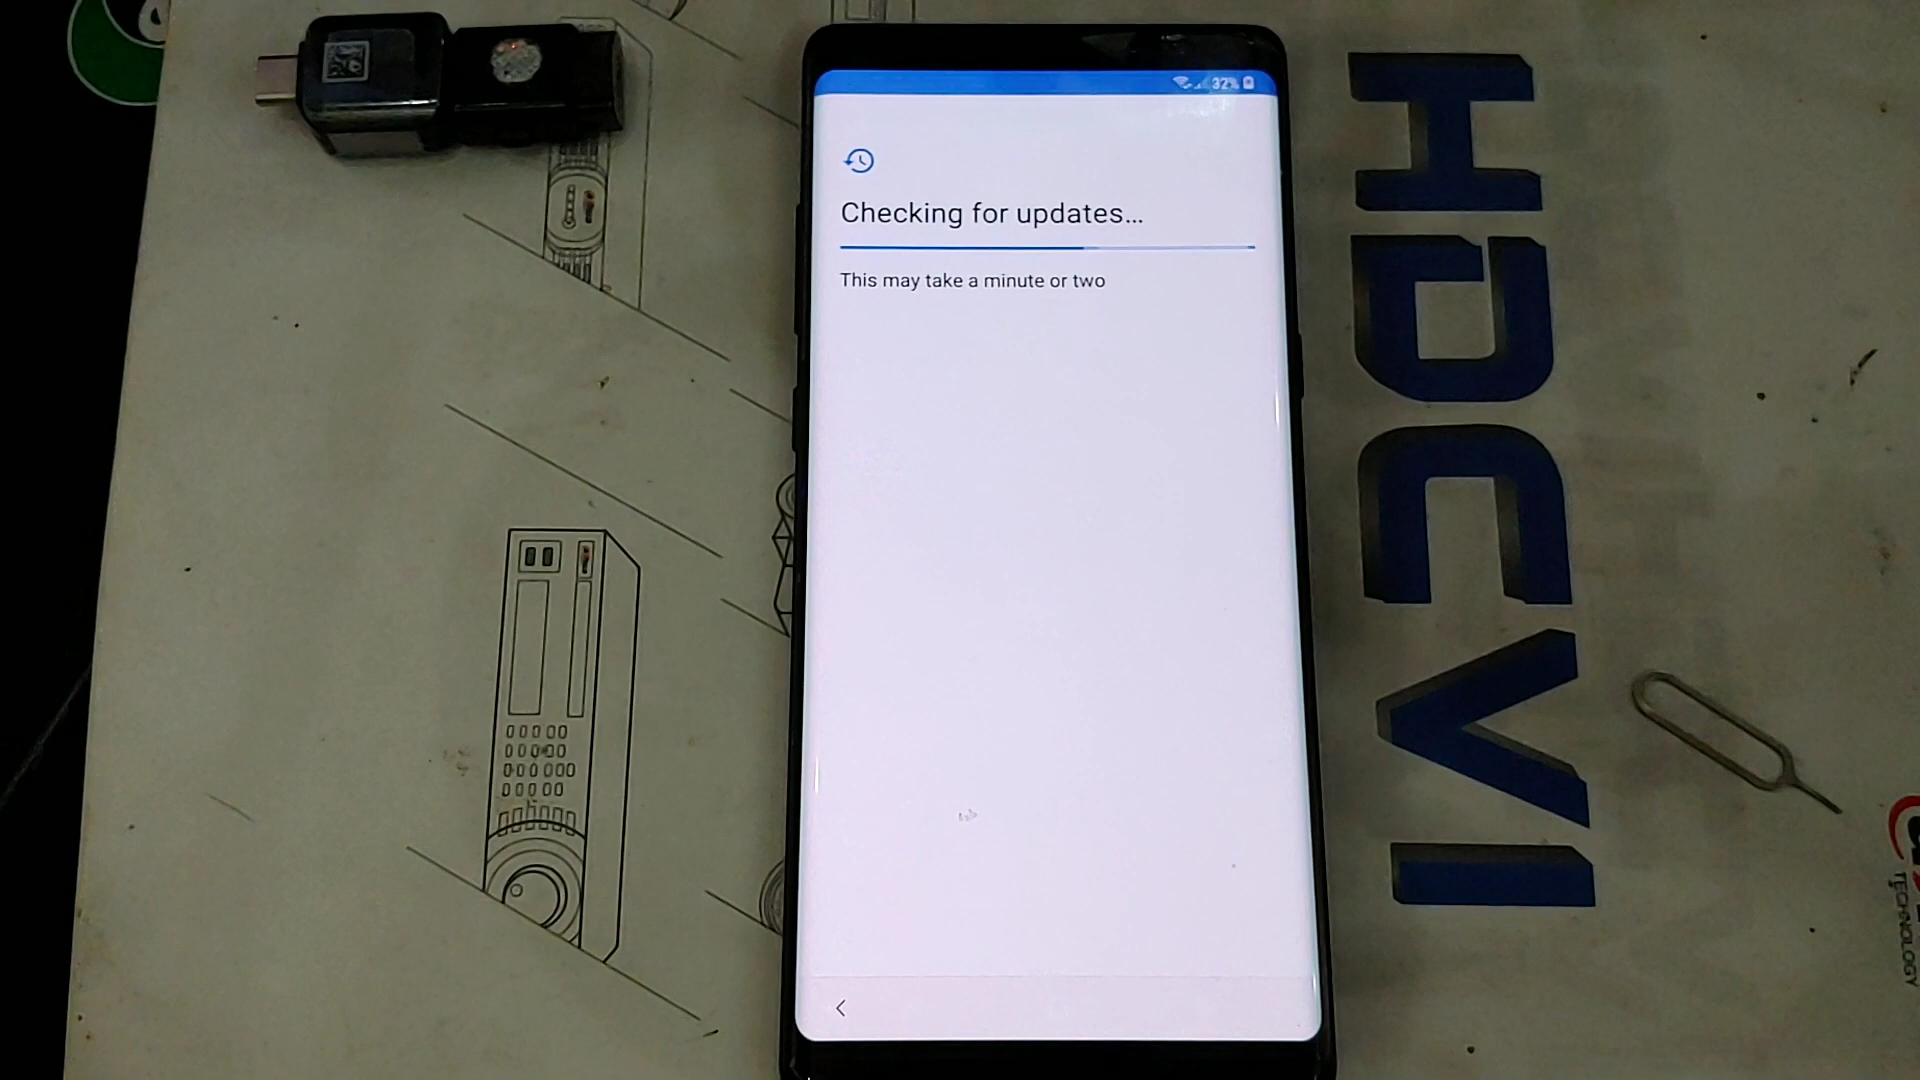 32%
Checking for updates...
This may take a minute or two
HDCVI
TECHNOLOGY